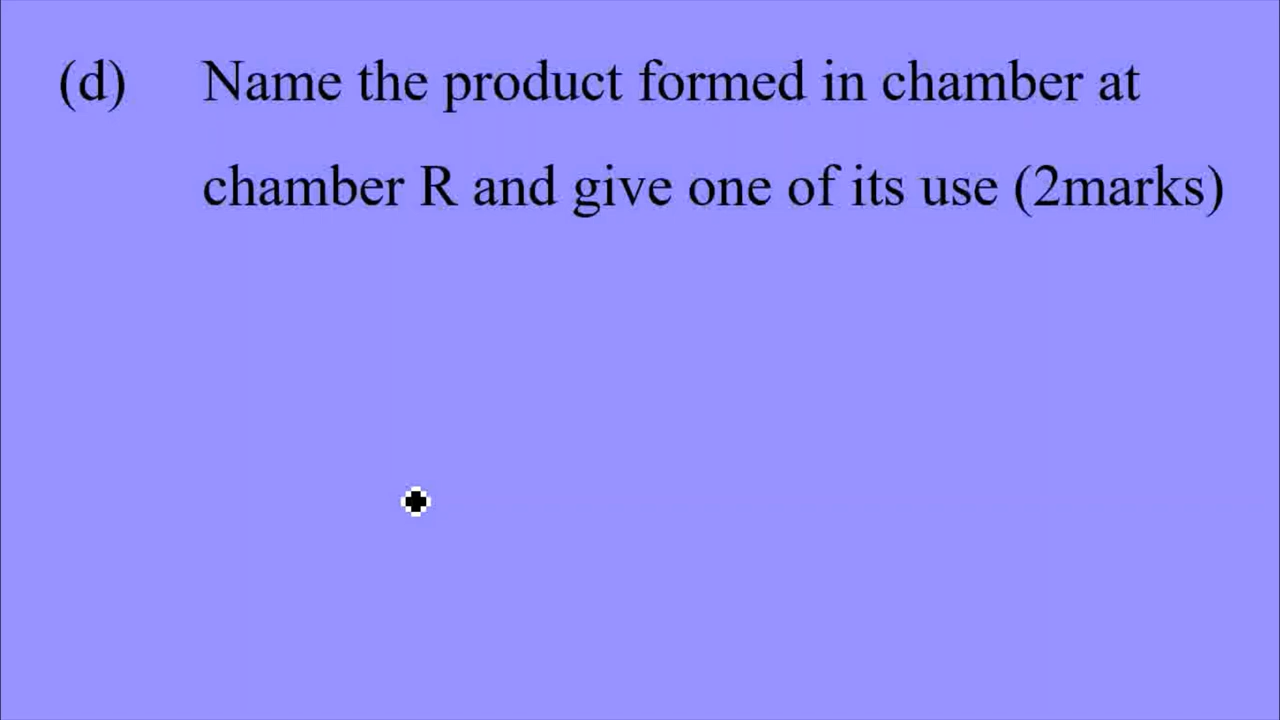 (d) Name the product formed in chamber at
chamber R and give one of its use (2marks)